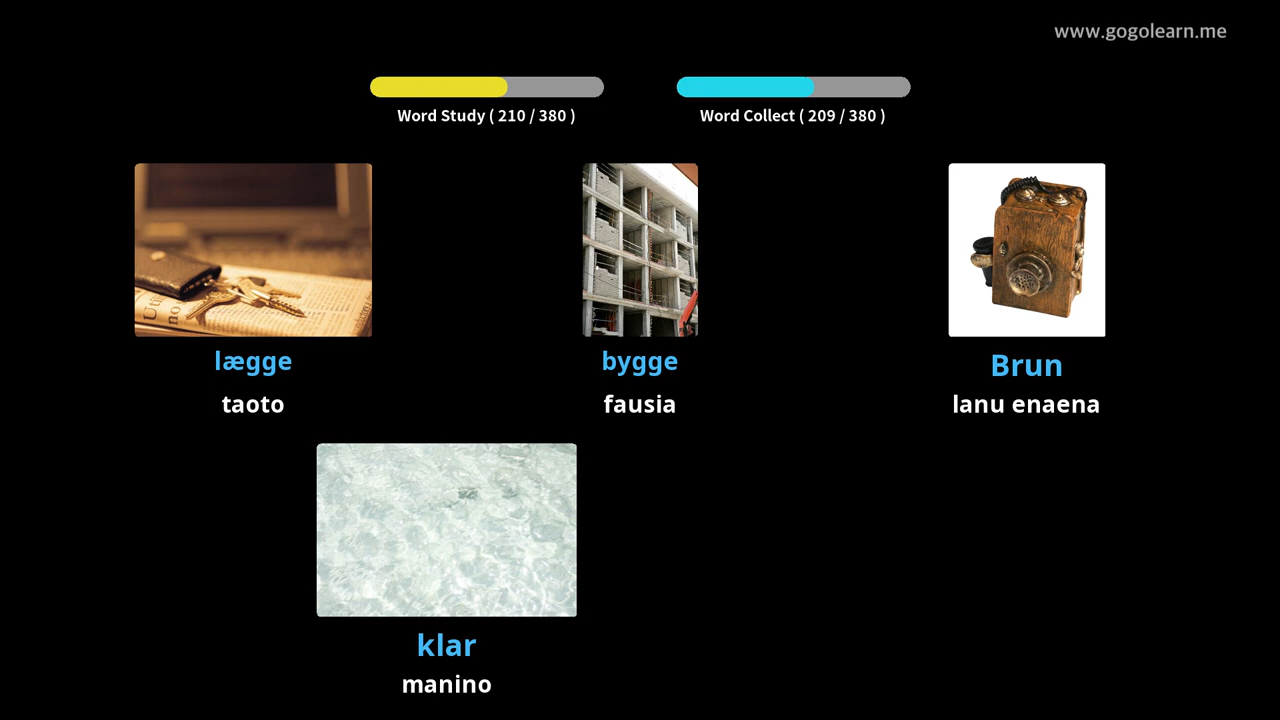 www.gogolearn.me
Word Study ( 210 / 380 )
Word Collect ( 209 / 380 )
lægge
taoto
bygge
fausia
Brun
lanu enaena
klar
manino